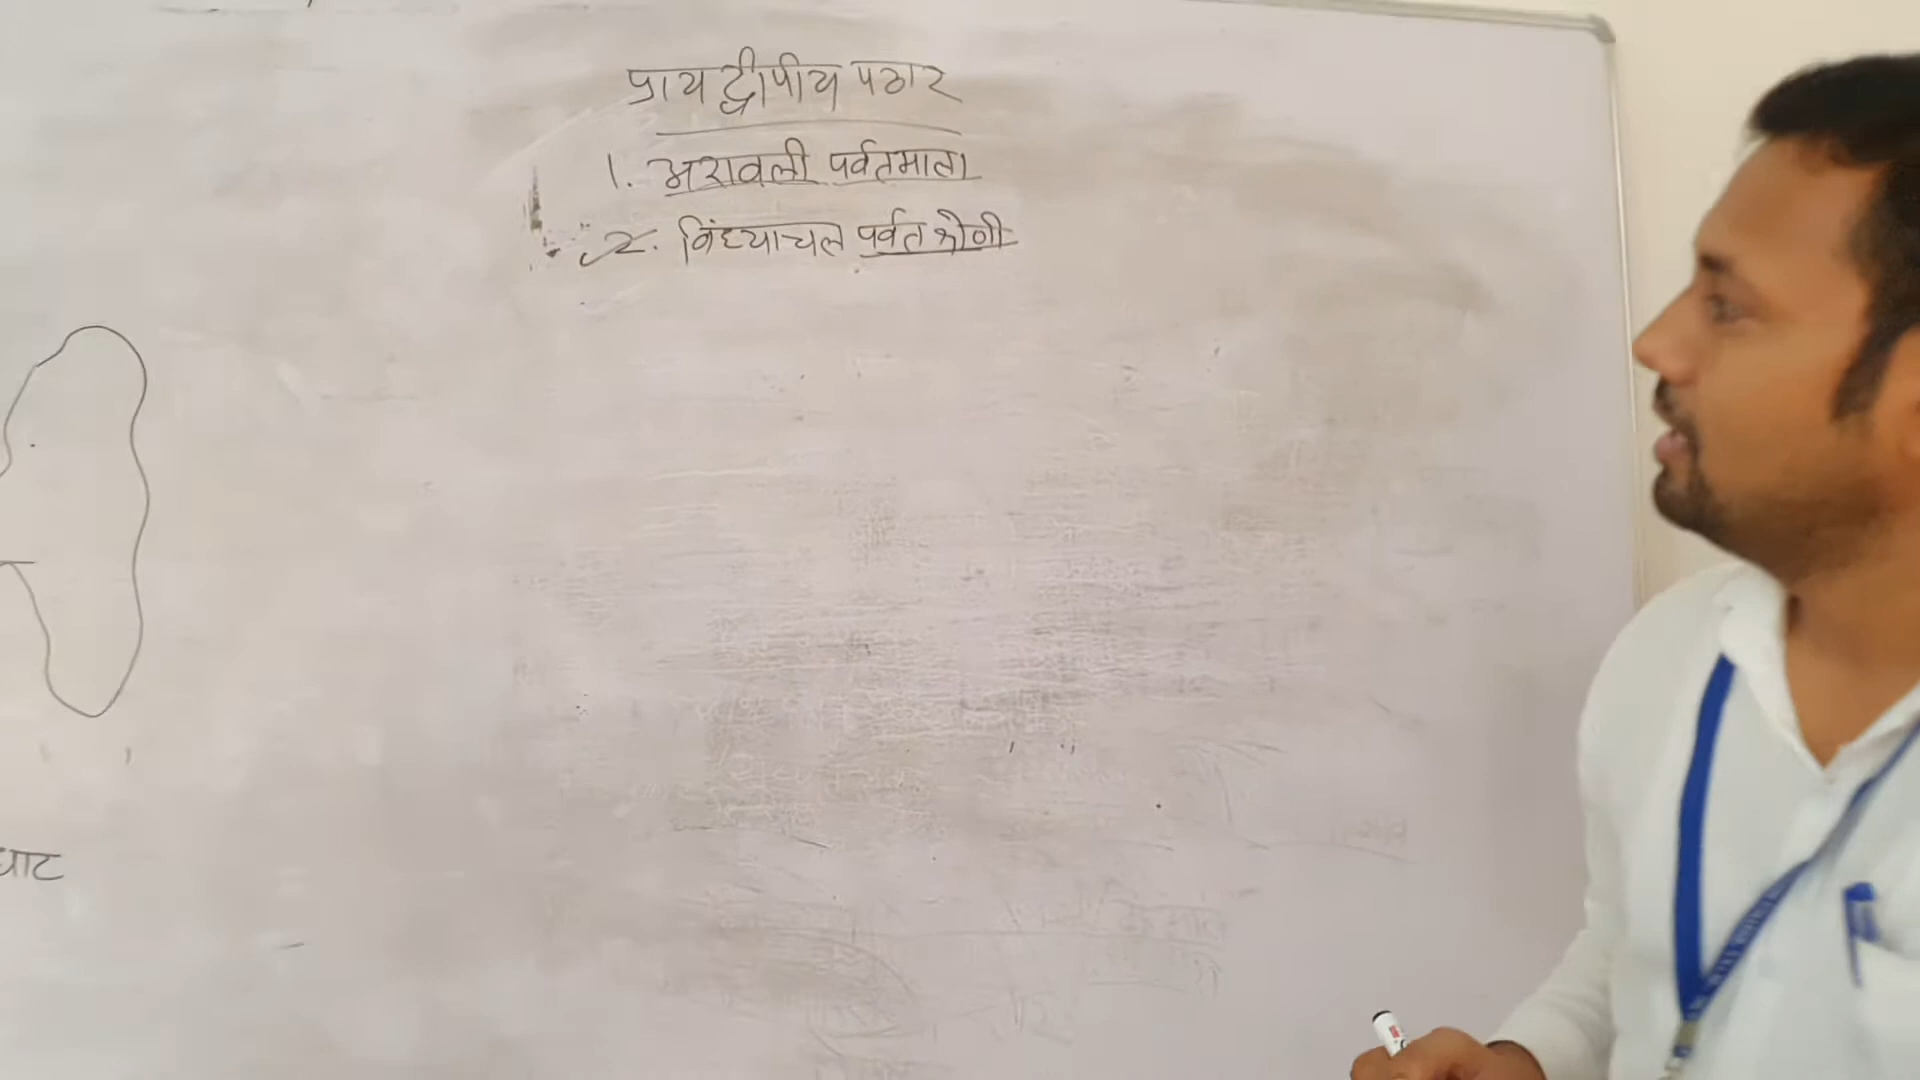 प्रायद्वीपीय पठार
1. अरावली पर्वतमाला
2. विंध्याचल पर्वत श्रेणी
घाट